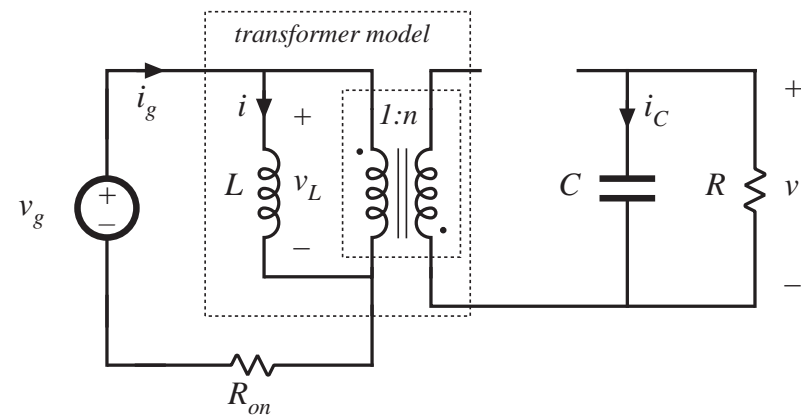 transformer model
+
i_g
i
+
1:n
i_C
L
v_L
C
R
v
v_g
+
–
–
–
R_on